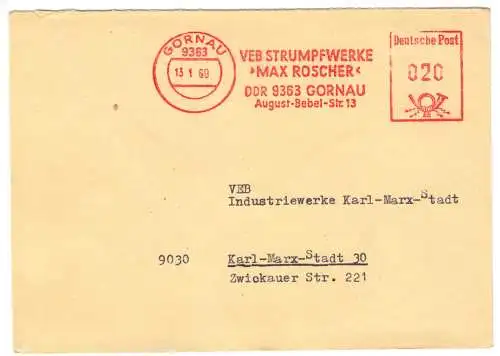 GORNAU
9363
13 1 69
VEB STRUMPFWERKE
»MAX ROSCHER«
DDR 9363 GORNAU
August-Bebel-Str. 13
Deutsche Post
020
VEB
Industriewerke Karl-Marx-Stadt
9030 Karl-Marx-Stadt 30
Zwickauer Str. 221